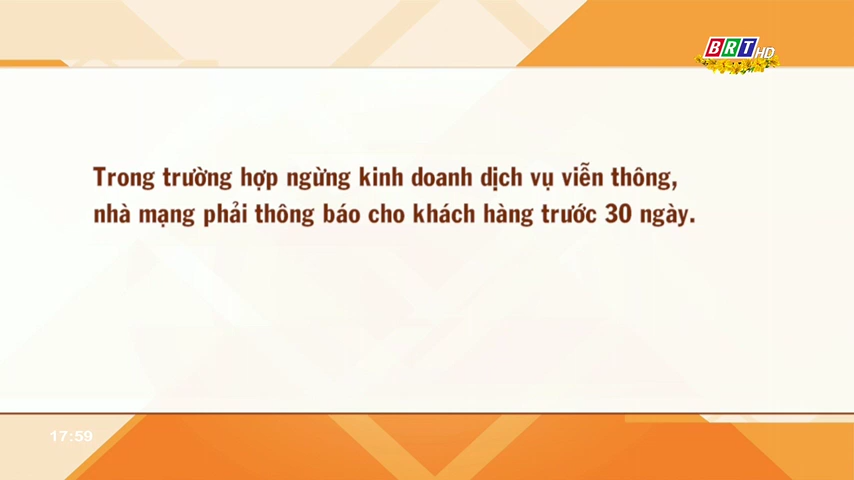 BRT HD
Trong trường hợp ngừng kinh doanh dịch vụ viễn thông,
nhà mạng phải thông báo cho khách hàng trước 30 ngày.
17:59